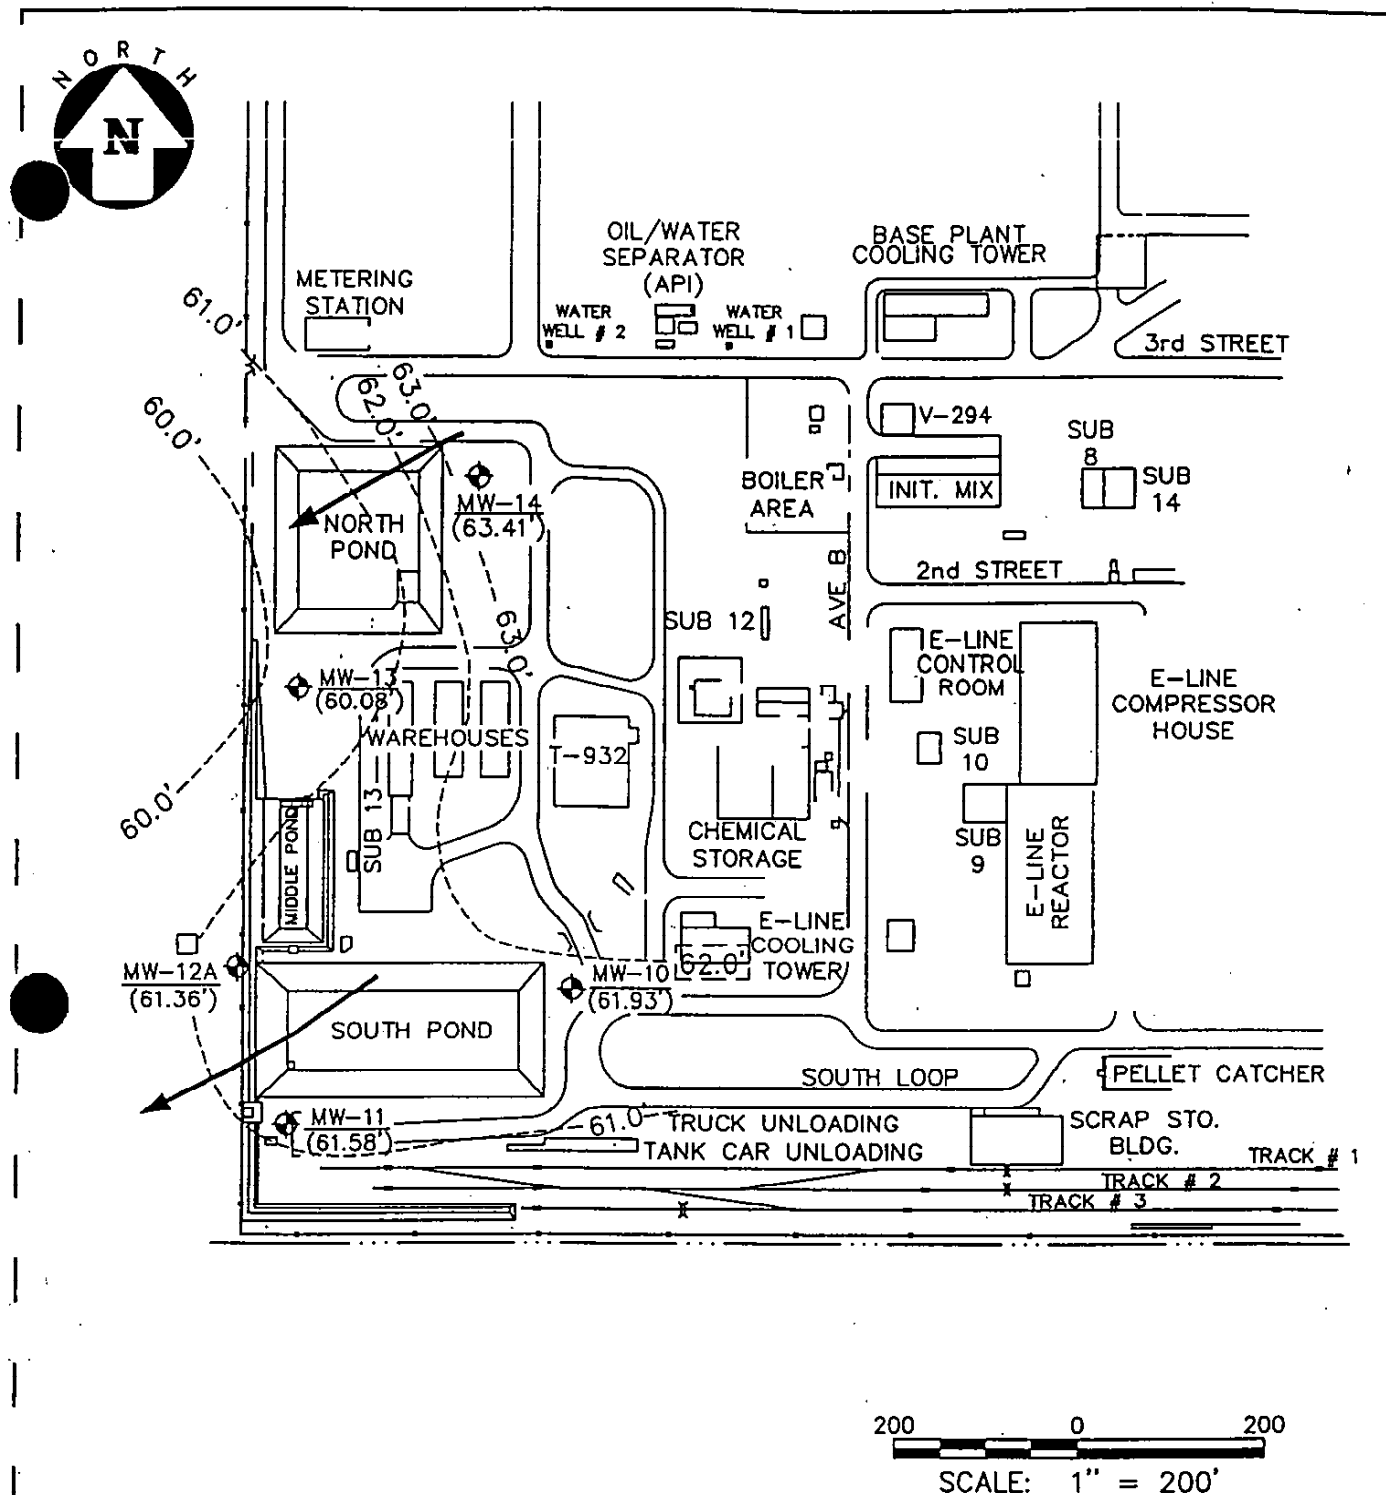 NORTH
N
OIL/WATER
SEPARATOR
(API)
BASE PLANT
COOLING TOWER
METERING
STATION
WATER
WELL # 2
WATER
WELL # 1
61.0'
3rd STREET
63.0'
62.0'
60.0'
V-294
SUB
8
SUB
14
BOILER
AREA
INIT. MIX
MW-14
(63.41')
NORTH
POND
AVE B
2nd STREET
63.0'
SUB 12
E-LINE
CONTROL
ROOM
E-LINE
COMPRESSOR
HOUSE
MW-13
(60.08')
WAREHOUSES
T-932
SUB
10
60.0'
SUB 13
MIDDLE POND
CHEMICAL
STORAGE
SUB
9
E-LINE
REACTOR
E-LINE
COOLING
TOWER
62.0'
MW-12A
(61.36')
MW-10
(61.93')
SOUTH POND
SOUTH LOOP
PELLET CATCHER
MW-11
(61.58')
61.0'
TRUCK UNLOADING
TANK CAR UNLOADING
SCRAP STO.
BLDG.
TRACK # 1
TRACK # 2
TRACK # 3
200 0 200
SCALE: 1" = 200'